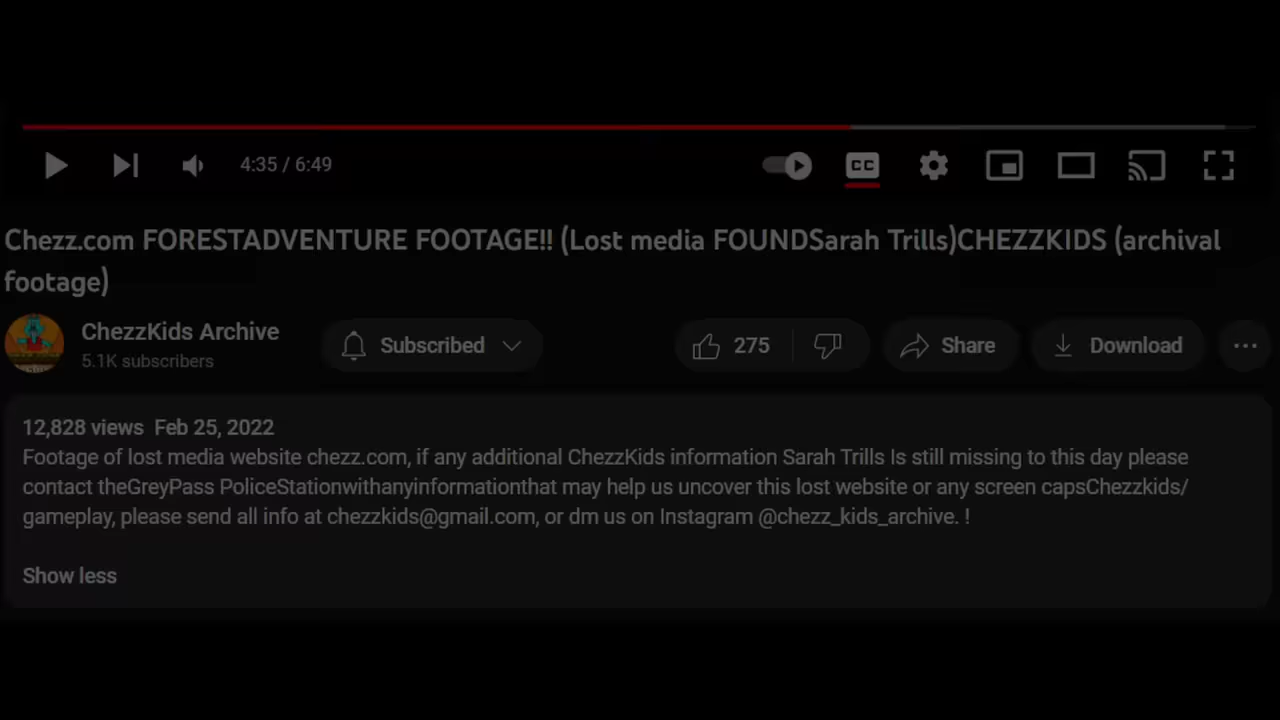 4:35 / 6:49
CC
Chezz.com FORESTADVENTURE FOOTAGE!! (Lost media FOUNDSarah Trills)CHEZZKIDS (archival
footage)
ChezzKids Archive
5.1K subscribers
Subscribed
275
Share
Download
12,828 views Feb 25, 2022
Footage of lost media website chezz.com, if any additional ChezzKids information Sarah Trills Is still missing to this day please
contact theGreyPass PoliceStationwithanyinformationthat may help us uncover this lost website or any screen capsChezzkids/
gameplay, please send all info at chezzkids@gmail.com, or dm us on Instagram @chezz_kids_archive. !
Show less